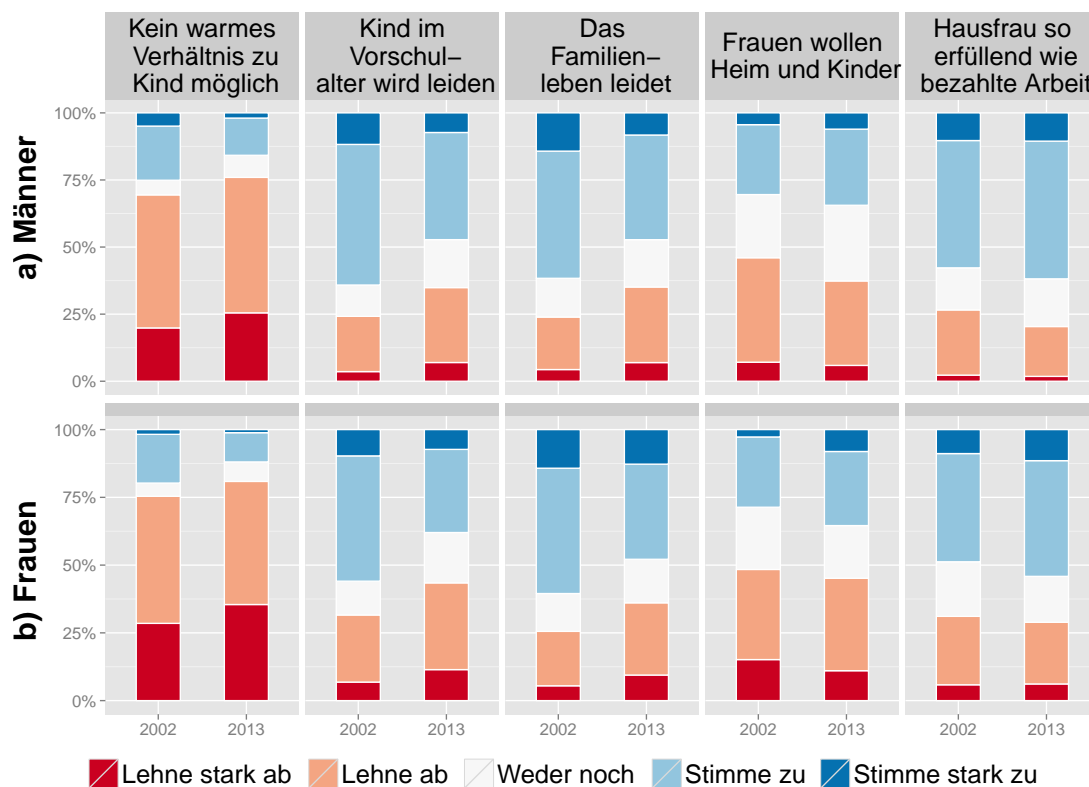 Kein warmes
Verhältnis zu
Kind möglich
Kind im
Vorschul–
alter wird leiden
Das
Familien–
leben leidet
Frauen wollen
Heim und Kinder
Hausfrau so
erfüllend wie
bezahlte Arbeit
a) Männer
100%
75%
50%
25%
0%
b) Frauen
100%
75%
50%
25%
0%
2002 2013 2002 2013 2002 2013 2002 2013 2002 2013
Lehne stark ab Lehne ab Weder noch Stimme zu Stimme stark zu